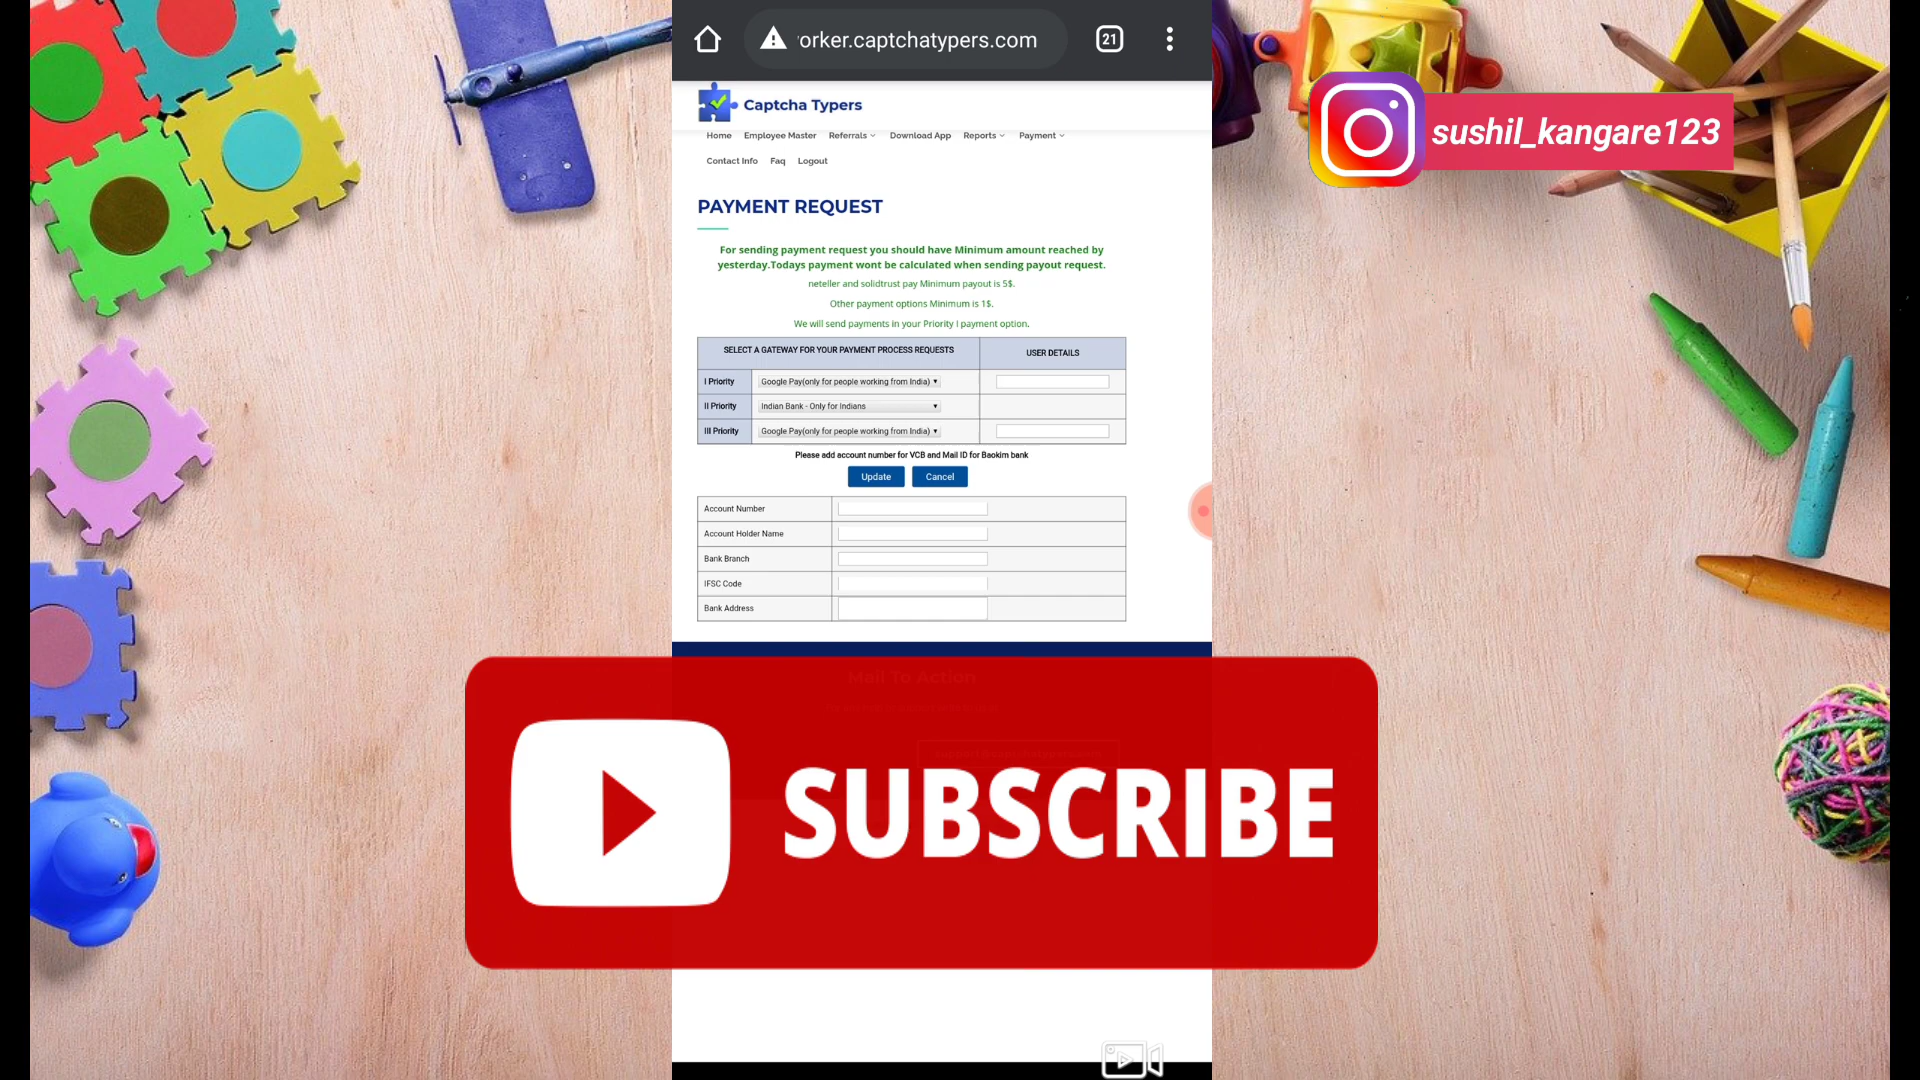 'orker.captchatypers.com
21
Captcha Typers
Home Employee Master Referrals Download App Reports Payment
Contact Info Faq Logout
sushil_kangare123
PAYMENT REQUEST
For sending payment request you should have Minimum amount reached by
yesterday.Todays payment wont be calculated when sending payout request.
neteller and solidtrust pay Minimum payout is 5$.
Other payment options Minimum is 1$.
We will send payments in your Priority I payment option.
SELECT A GATEWAY FOR YOUR PAYMENT PROCESS REQUESTS USER DETAILS
I Priority Google Pay(only for people working from India)
II Priority Indian Bank - Only for Indians
III Priority Google Pay(only for people working from India)
Please add account number for VCB and Mail ID for Baokim bank
Update Cancel
Account Number
Account Holder Name
Bank Branch
IFSC Code
Bank Address
Mail To Action
SUBSCRIBE